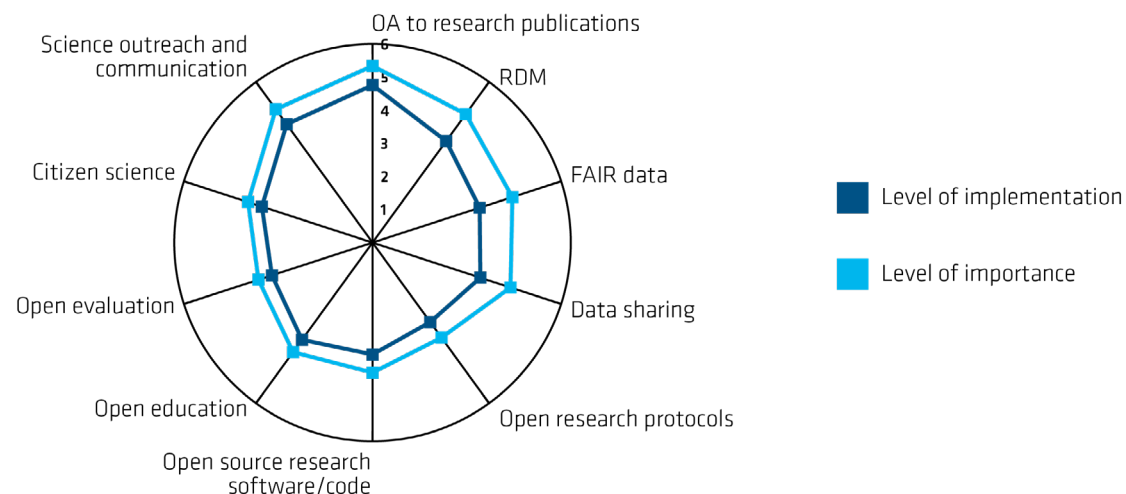 OA to research publications
Science outreach and
communication
6
RDM
5
4
3
Citizen science
FAIR data
2
1
Level of implementation
Level of importance
Open evaluation
Data sharing
Open education
Open research protocols
Open source research
software/code